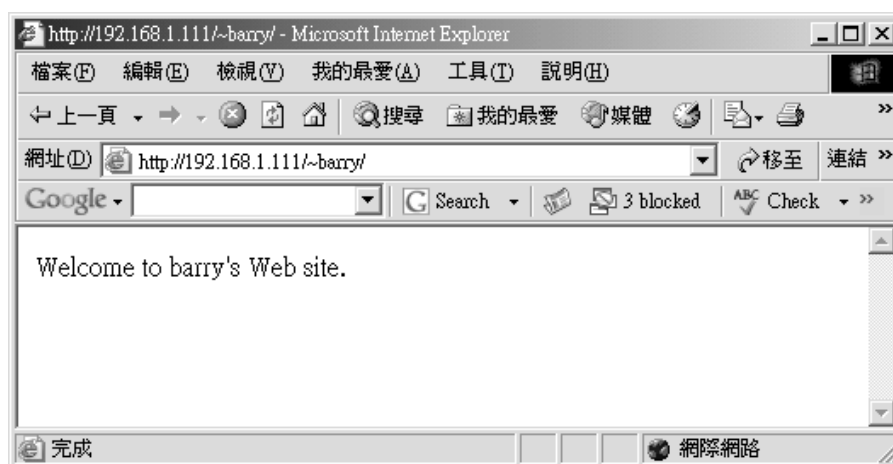 http://192.168.1.111/~barry/ - Microsoft Internet Explorer
檔案(F) 編輯(E) 檢視(V) 我的最愛(A) 工具(T) 說明(H)
上一頁 搜尋 我的最愛 媒體 »
網址(D) http://192.168.1.111/~barry/ 移至 連結 »
Google G Search 3 blocked ABC Check »
Welcome to barry's Web site.
完成 網際網路